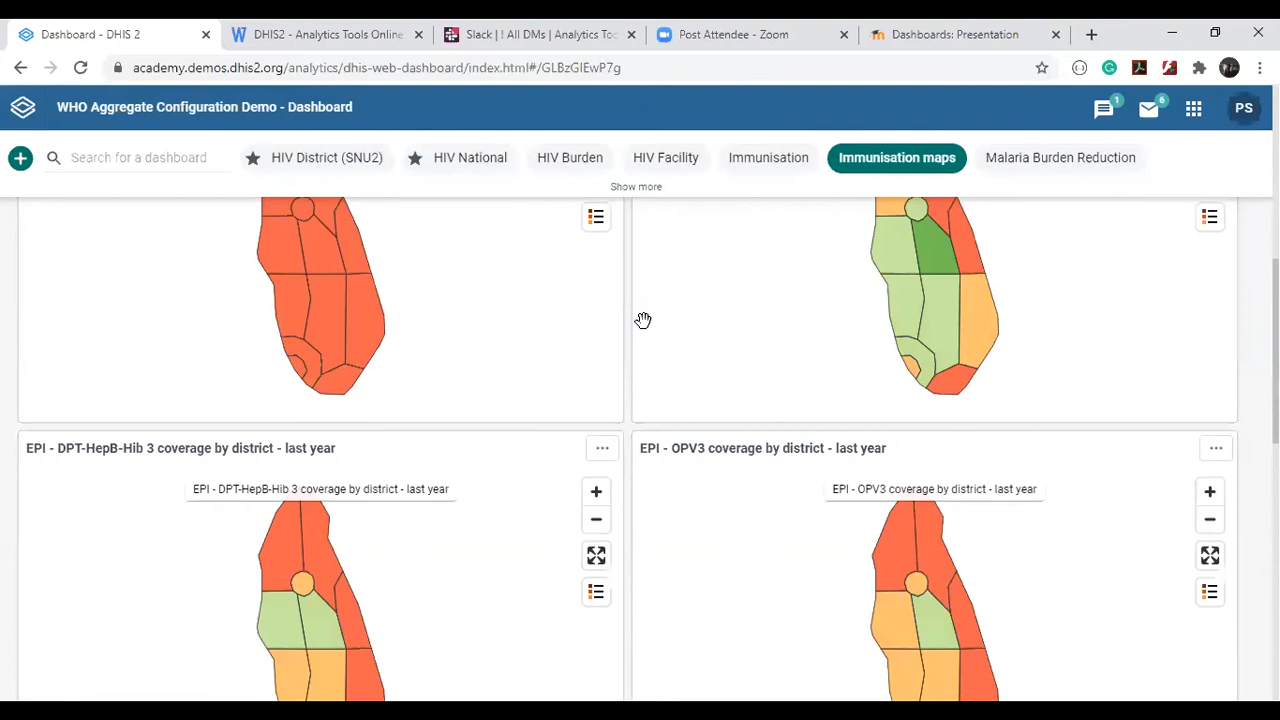 Dashboard - DHIS 2
DHIS2 - Analytics Tools Online
Slack | ! All DMs | Analytics Too
Post Attendee - Zoom
Dashboards: Presentation
academy.demos.dhis2.org/analytics/dhis-web-dashboard/index.html#/GLBzGlEwP7g
WHO Aggregate Configuration Demo - Dashboard
1
6
PS
Search for a dashboard
HIV District (SNU2)
HIV National
HIV Burden
HIV Facility
Immunisation
Immunisation maps
Malaria Burden Reduction
Show more
EPI - DPT-HepB-Hib 3 coverage by district - last year
EPI - OPV3 coverage by district - last year
EPI - DPT-HepB-Hib 3 coverage by district - last year
EPI - OPV3 coverage by district - last year